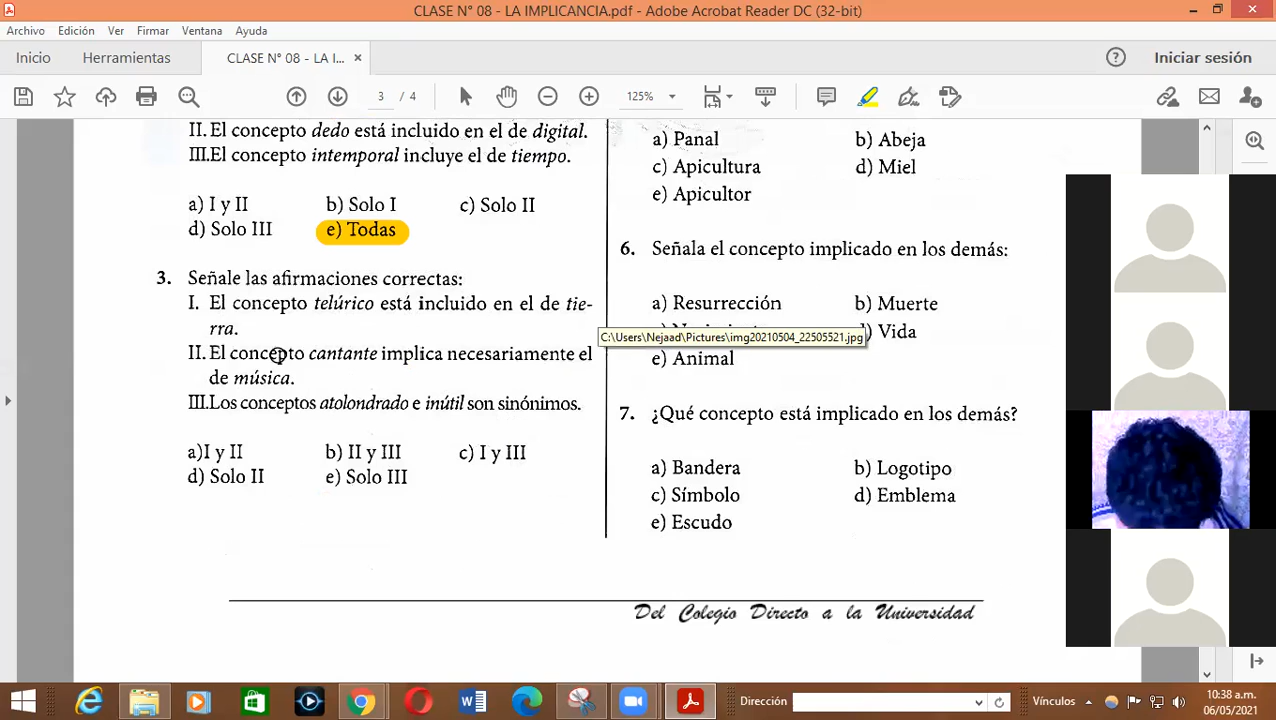 CLASE N° 08 - LA IMPLICANCIA.pdf - Adobe Acrobat Reader DC (32-bit)
Archivo Edición Ver Firmar Ventana Ayuda
Inicio Herramientas CLASE N° 08 - LA I... × Iniciar sesión
3 / 4 125%
II. El concepto dedo está incluido en el de digital.
III.El concepto intemporal incluye el de tiempo.
a) I y II b) Solo I c) Solo II
d) Solo III e) Todas
3. Señale las afirmaciones correctas:
I. El concepto telúrico está incluido en el de tie-
rra.
II. El concepto cantante implica necesariamente el
de música.
III.Los conceptos atolondrado e inútil son sinónimos.
a)I y II b) II y III c) I y III
d) Solo II e) Solo III
a) Panal b) Abeja
c) Apicultura d) Miel
e) Apicultor
6. Señala el concepto implicado en los demás:
a) Resurrección b) Muerte
d) Vida
C:\Users\Nejaad\Pictures\img20210504_22505521.jpg
e) Animal
7. ¿Qué concepto está implicado en los demás?
a) Bandera b) Logotipo
c) Símbolo d) Emblema
e) Escudo
Del Colegio Directo a la Universidad
Dirección Vínculos 10:38 a.m.
06/05/2021